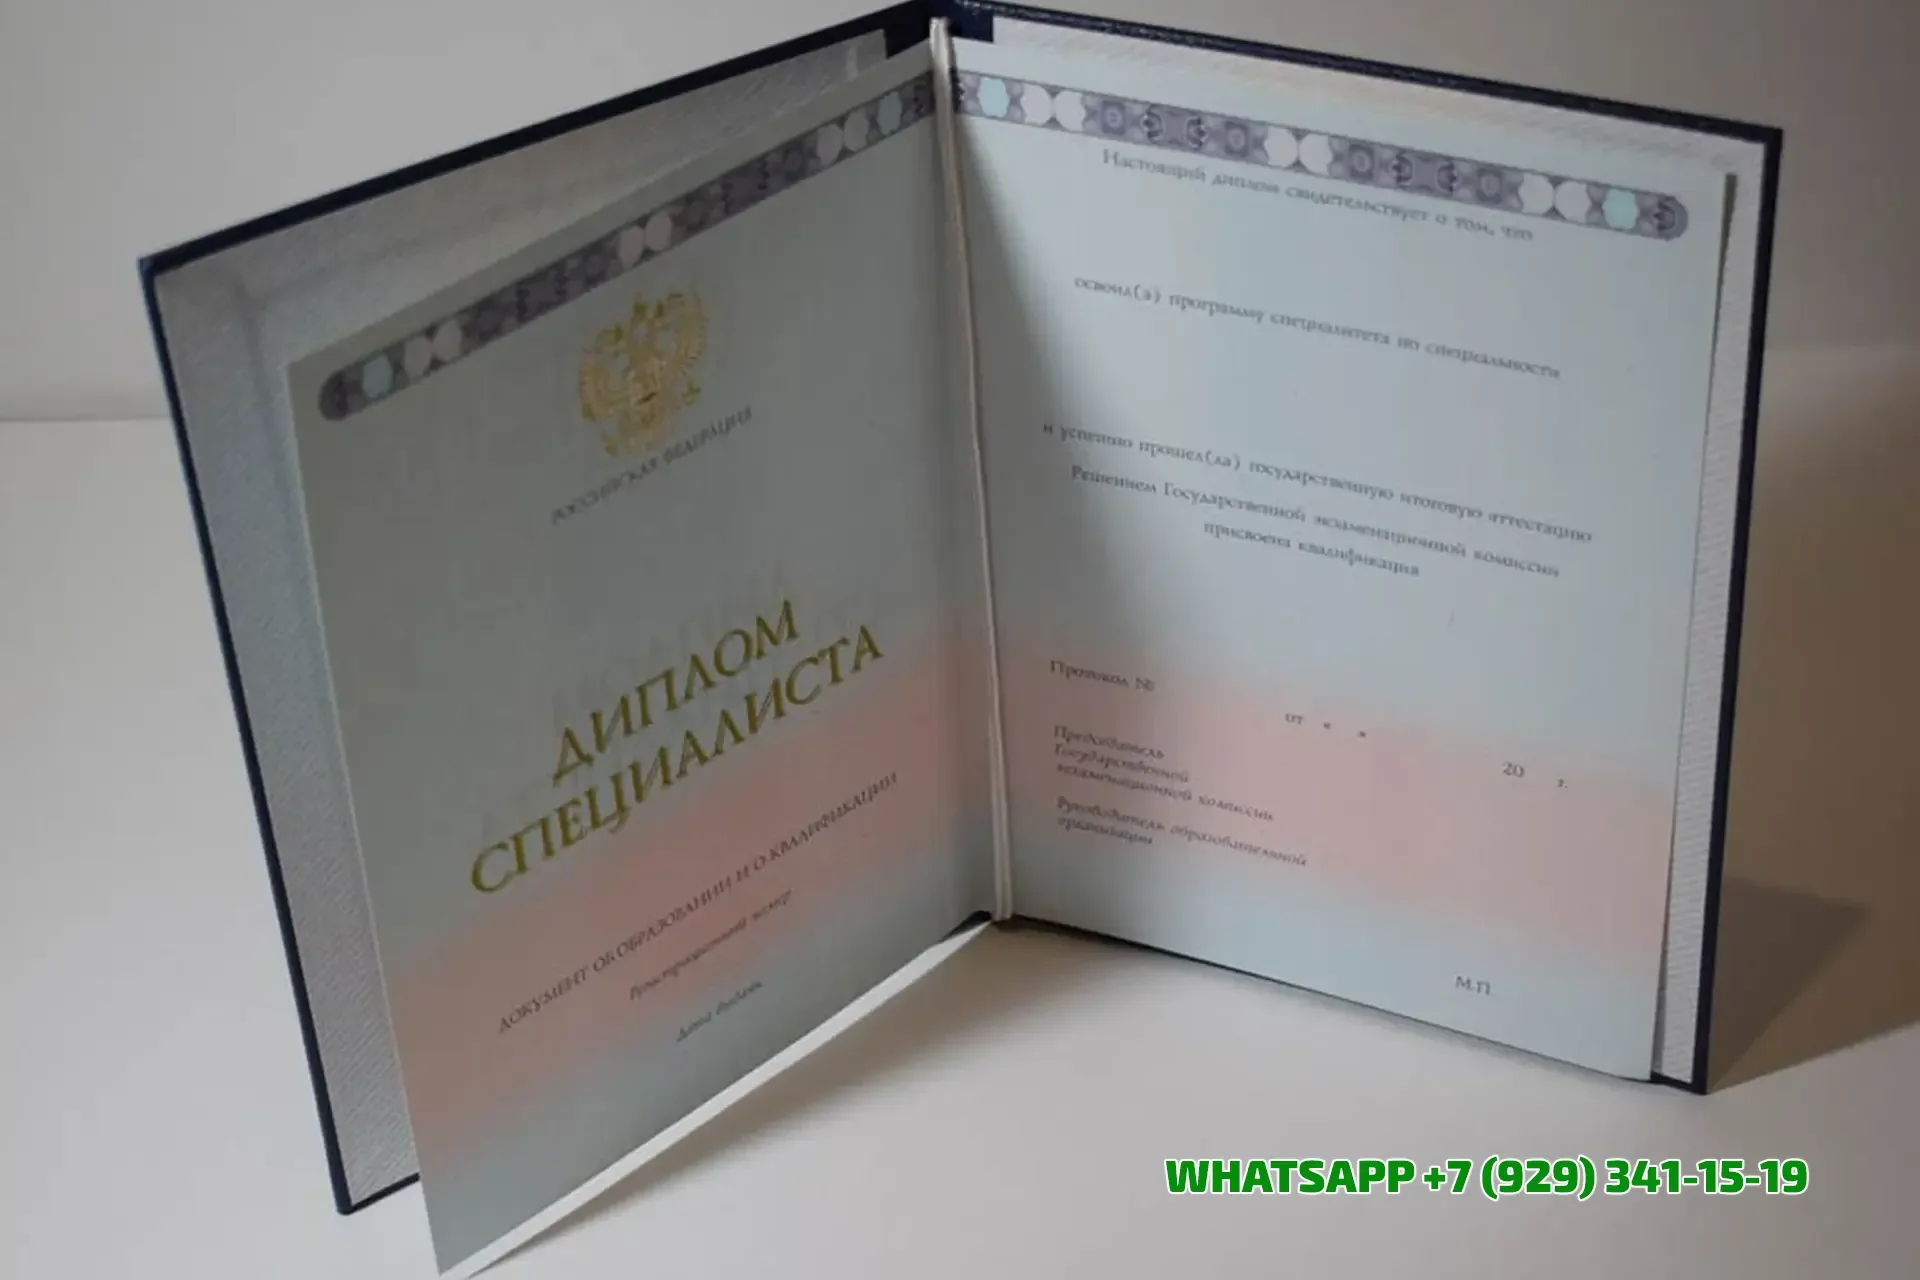 РОССИЙСКАЯ ФЕДЕРАЦИЯ
ДИПЛОМ
СПЕЦИАЛИСТА
ДОКУМЕНТ ОБ ОБРАЗОВАНИИ И О КВАЛИФИКАЦИИ
Регистрационный номер
Дата выдачи
Настоящий диплом свидетельствует о том, что
освоил(а) программу специалитета по специальности
и успешно прошел(ла) государственную итоговую аттестацию
Решением Государственной экзаменационной комиссии
присвоена квалификация
Протокол №
от « » 20 г.
Председатель
Государственной
экзаменационной комиссии
Руководитель образовательной
организации
М.П.
WHATSAPP +7 (929) 341-15-19